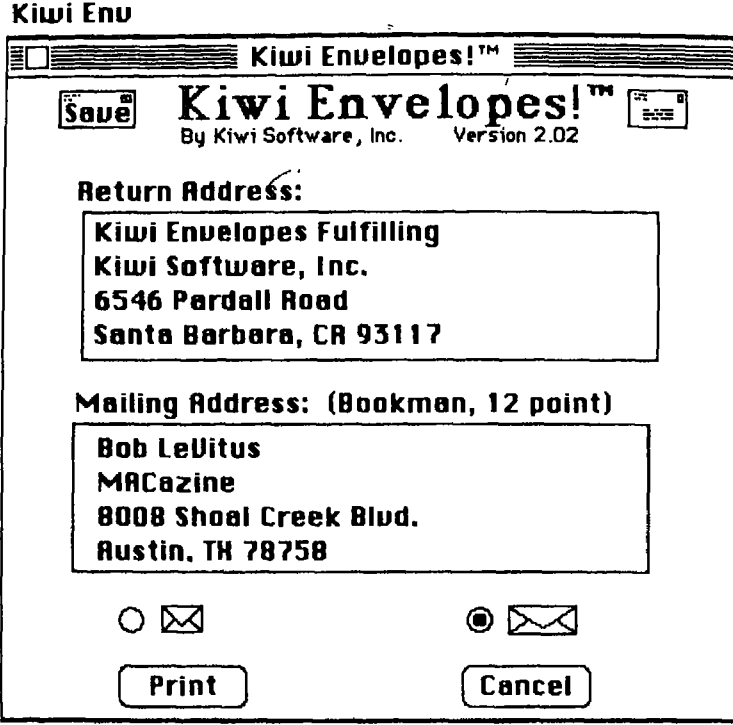 Kiwi Env
Kiwi Envelopes!™
Save
Kiwi Envelopes!™
By Kiwi Software, Inc. Version 2.02
Return Address:
Kiwi Envelopes Fulfilling
Kiwi Software, Inc.
6546 Pardall Road
Santa Barbara, CA 93117
Mailing Address: (Bookman, 12 point)
Bob LeVitus
MACazine
8008 Shoal Creek Blvd.
Austin, TX 78758
Print Cancel